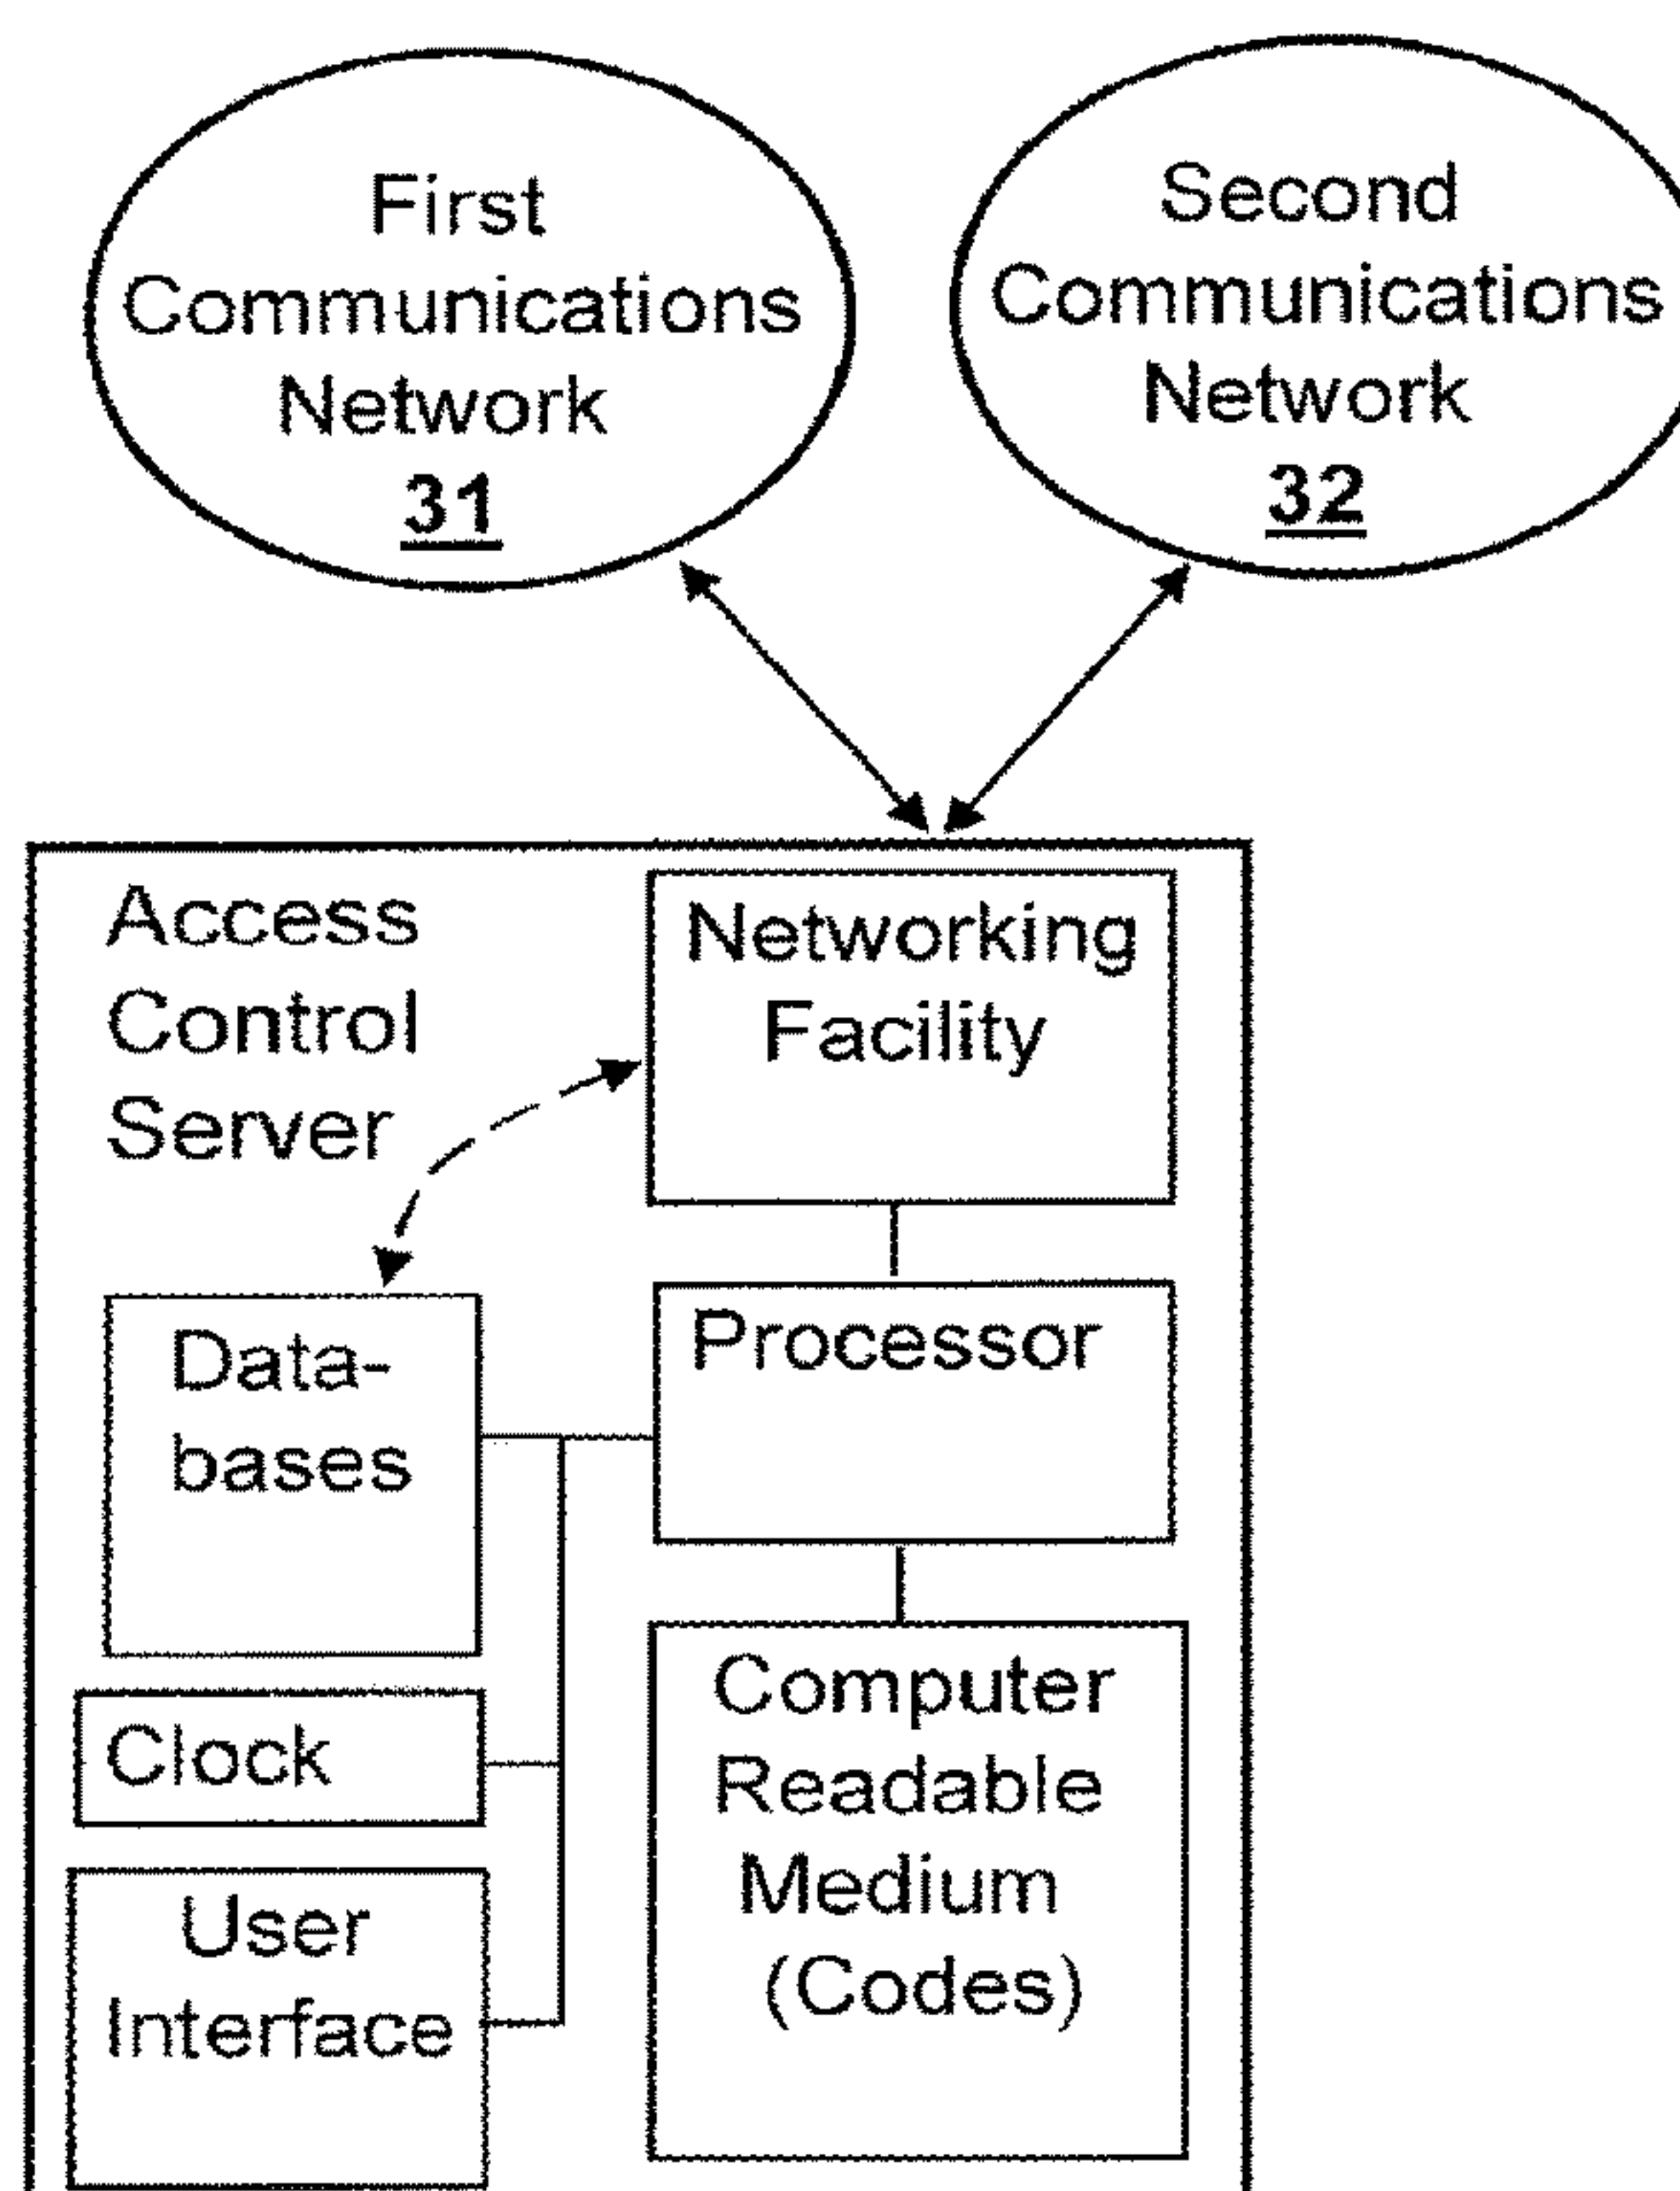 First
Communications
Network
31
Second
Communications
Network
32
Access
Control
Server
Networking
Facility
Data-
bases
Processor
Clock
Computer
Readable
Medium
(Codes)
User
Interface